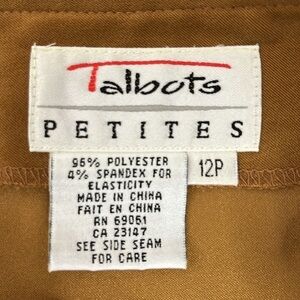 Talbots
PETITES
96% POLYESTER
4% SPANDEX FOR
ELASTICITY
MADE IN CHINA
FAIT EN CHINA
RN 69061
CA 23147
SEE SIDE SEAM
FOR CARE
12P